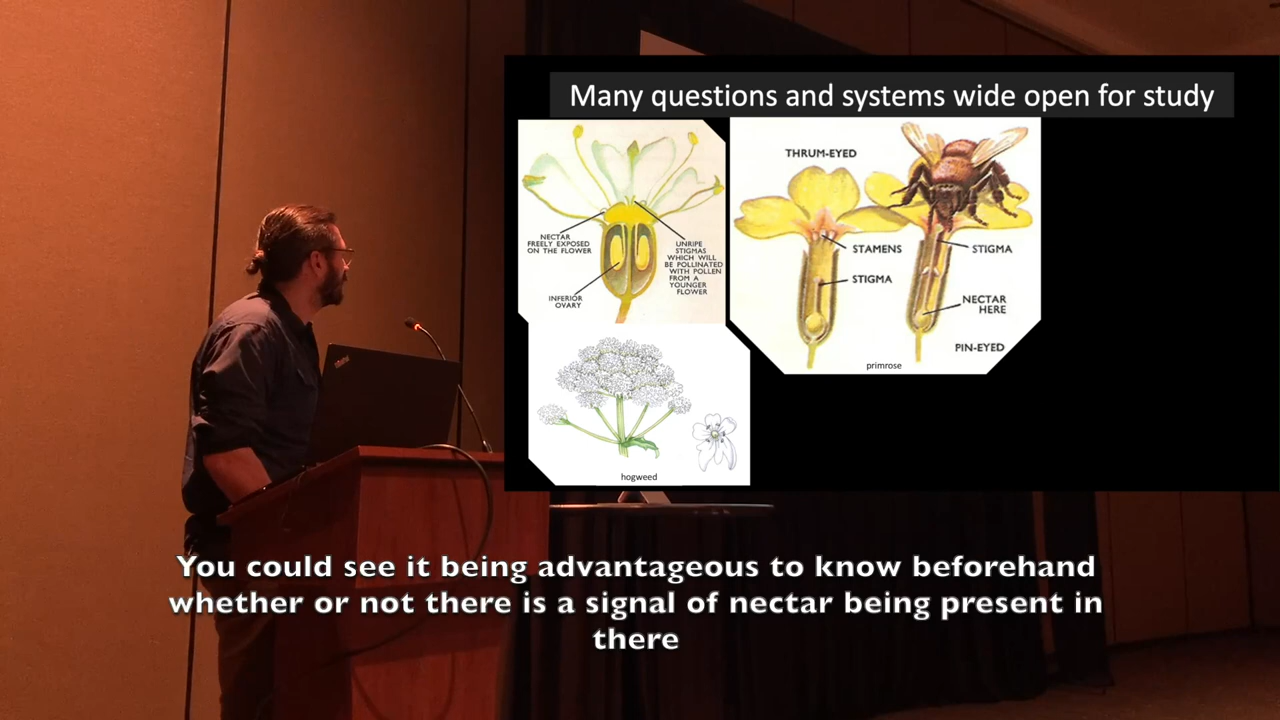 Many questions and systems wide open for study
NECTAR
FREELY EXPOSED
ON THE FLOWER
UNRIPE
STIGMAS
WHICH WILL
BE POLLINATED
WITH POLLEN
FROM A
YOUNGER
FLOWER
INFERIOR
OVARY
THRUM-EYED
STAMENS
STIGMA
STIGMA
NECTAR
HERE
PIN-EYED
primrose
hogweed
You could see it being advantageous to know beforehand
whether or not there is a signal of nectar being present in
there